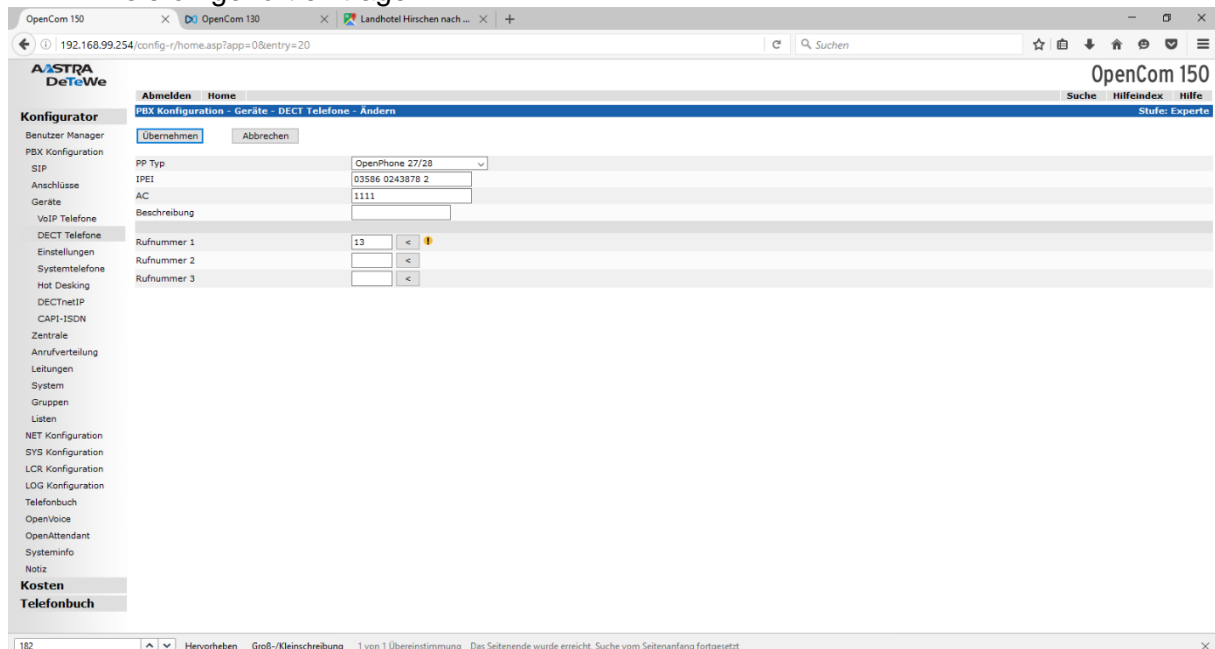 OpenCom 150
OpenCom 130
Landhotel Hirschen nach ...
192.168.99.254/config-r/home.asp?app=0&entry=20
Suchen
AASTRA
DeTeWe
OpenCom 150
Abmelden Home
Suche Hilfeindex Hilfe
Konfigurator
PBX Konfiguration - Geräte - DECT Telefone - Ändern
Stufe: Experte
Benutzer Manager
PBX Konfiguration
SIP
Anschlüsse
Geräte
VoIP Telefone
DECT Telefone
Einstellungen
Systemtelefone
Hot Desking
DECTnetIP
CAPI-ISDN
Zentrale
Anrufverteilung
Leitungen
System
Gruppen
Listen
NET Konfiguration
SYS Konfiguration
LCR Konfiguration
LOG Konfiguration
Telefonbuch
OpenVoice
OpenAttendant
Systeminfo
Notiz
Kosten
Telefonbuch
Übernehmen Abbrechen
PP Typ OpenPhone 27/28
IPEI 03586 0243878 2
AC 1111
Beschreibung
Rufnummer 1 13 <
Rufnummer 2 <
Rufnummer 3 <
182 Hervorheben Groß-/Kleinschreibung 1 von 1 Übereinstimmung Das Seitenende wurde erreicht. Suche vom Seitenanfang fortgesetzt